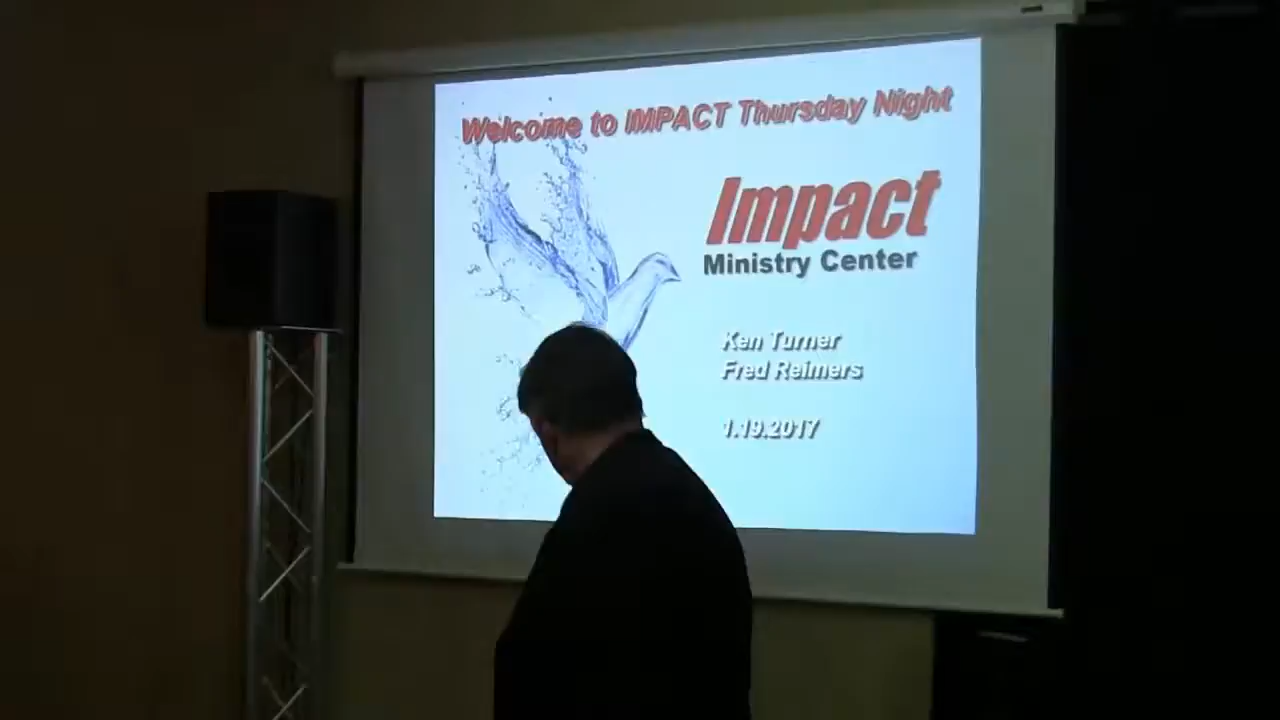 Welcome to IMPACT Thursday Night
Impact
Ministry Center
Ken Turner
Fred Reimers
1.19.2017